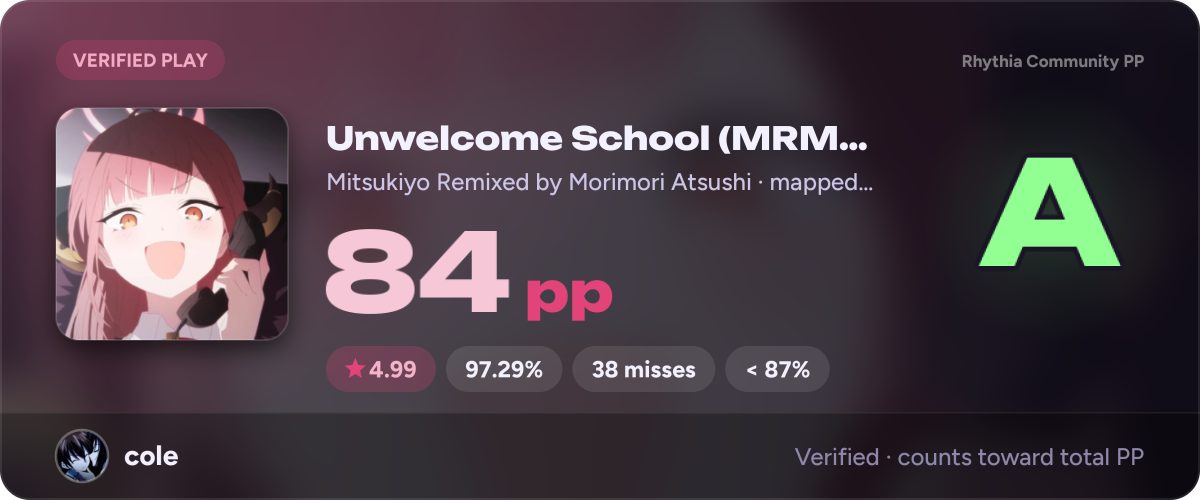 VERIFIED PLAY
Rhythia Community PP
Unwelcome School (MRM...
Mitsukiyo Remixed by Morimori Atsushi · mapped...
84 pp
★ 4.99
97.29%
38 misses
< 87%
A
cole
Verified · counts toward total PP